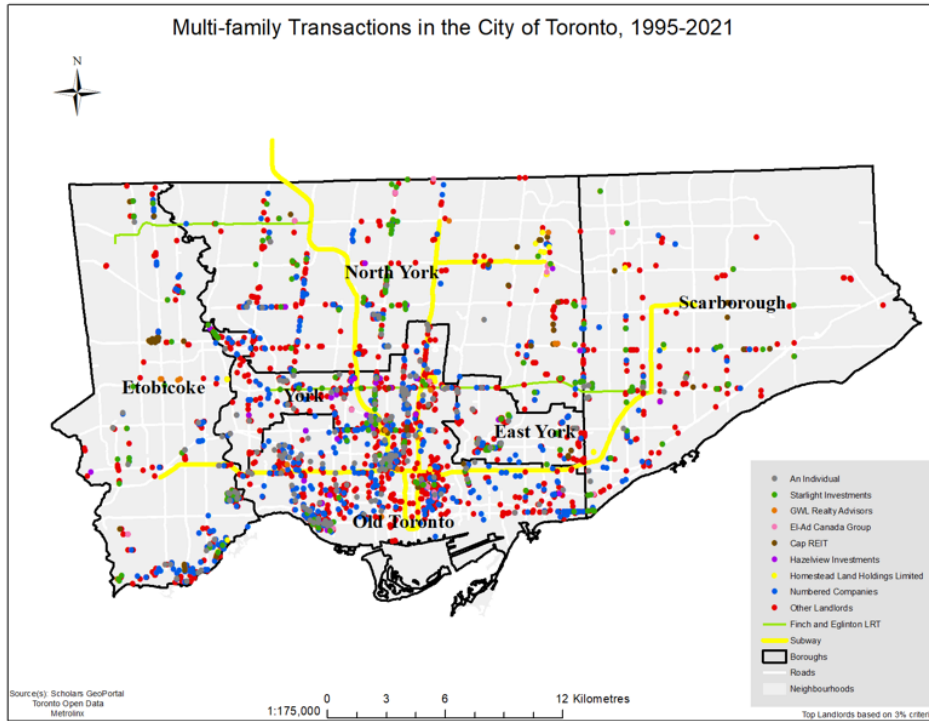 Multi-family Transactions in the City of Toronto, 1995-2021
N
North York
Scarborough
Etobicoke
York
East York
Old Toronto
An Individual
Starlight Investments
GWL Realty Advisors
El-Ad Canada Group
Cap REIT
Hazelview Investments
Homestead Land Holdings Limited
Numbered Companies
Other Landlords
Finch and Eglinton LRT
Subway
Boroughs
Roads
Neighbourhoods
Source(s): Scholars GeoPortal
Toronto Open Data
Metrolinx
1:175,000
0 3 6 12 Kilometres
Top Landlords based on 3% criteri